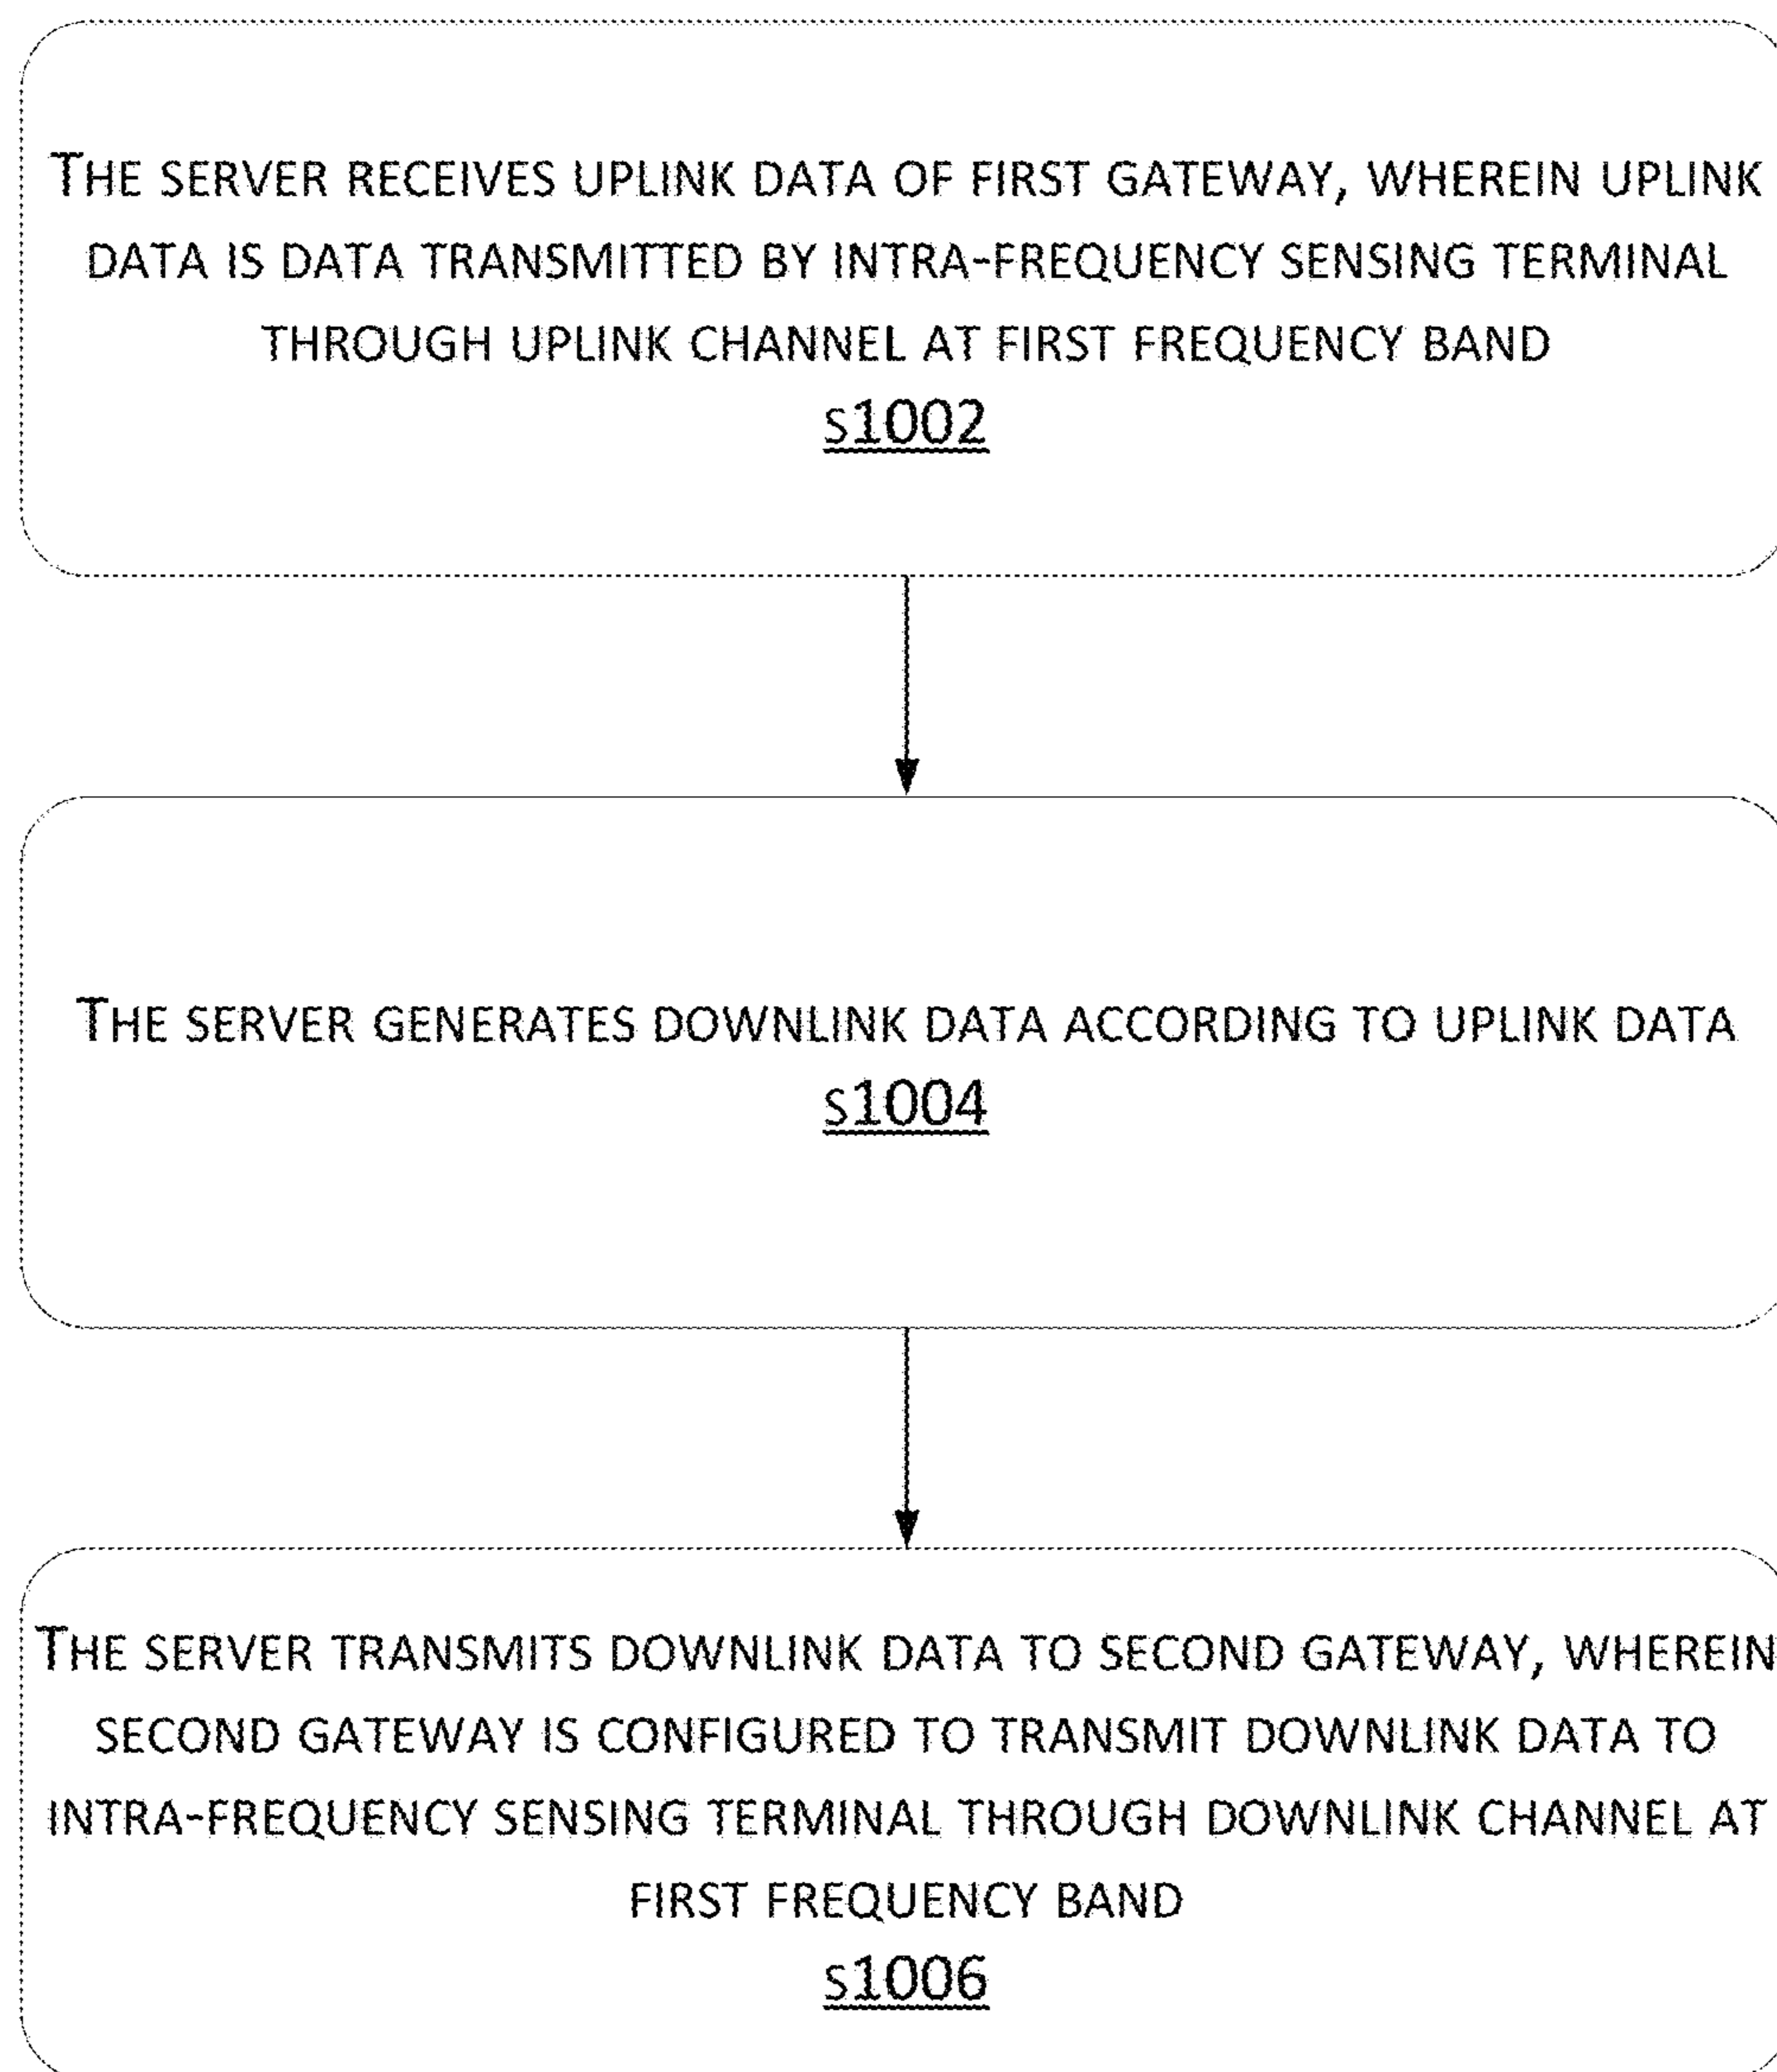 THE SERVER RECEIVES UPLINK DATA OF FIRST GATEWAY, WHEREIN UPLINK
DATA IS DATA TRANSMITTED BY INTRA-FREQUENCY SENSING TERMINAL
THROUGH UPLINK CHANNEL AT FIRST FREQUENCY BAND
S1002
THE SERVER GENERATES DOWNLINK DATA ACCORDING TO UPLINK DATA
S1004
THE SERVER TRANSMITS DOWNLINK DATA TO SECOND GATEWAY, WHEREIN
SECOND GATEWAY IS CONFIGURED TO TRANSMIT DOWNLINK DATA TO
INTRA-FREQUENCY SENSING TERMINAL THROUGH DOWNLINK CHANNEL AT
FIRST FREQUENCY BAND
S1006